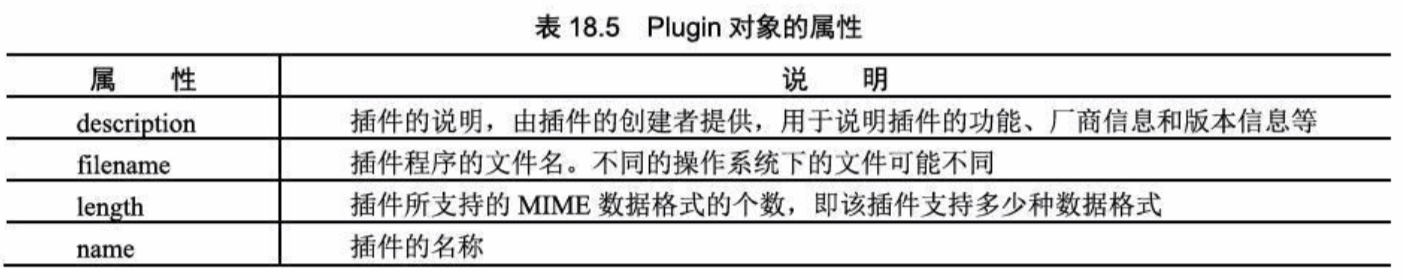 表 18.5 Plugin 对象的属性
属 性 说 明
description 插件的说明，由插件的创建者提供，用于说明插件的功能、厂商信息和版本信息等
filename 插件程序的文件名。不同的操作系统下的文件可能不同
length 插件所支持的 MIME 数据格式的个数，即该插件支持多少种数据格式
name 插件的名称